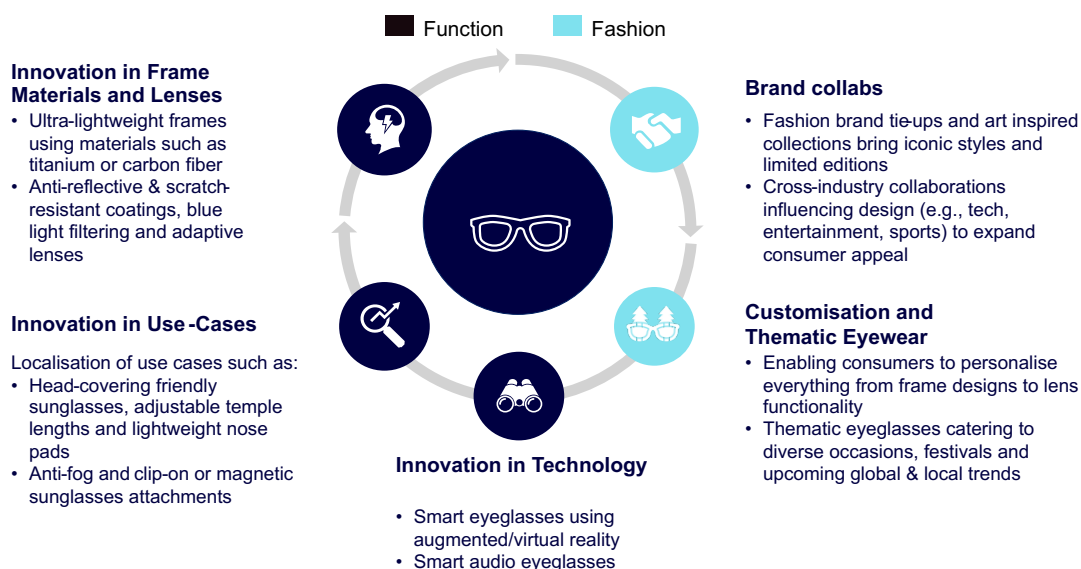 Function
Fashion
Innovation in Frame
Materials and Lenses
• Ultra-lightweight frames
using materials such as
titanium or carbon fiber
• Anti-reflective & scratch-
resistant coatings, blue
light filtering and adaptive
lenses
Innovation in Use-Cases
Localisation of use cases such as:
• Head-covering friendly
sunglasses, adjustable temple
lengths and lightweight nose
pads
• Anti-fog and clip-on or magnetic
sunglasses attachments
Innovation in Technology
• Smart eyeglasses using
augmented/virtual reality
• Smart audio eyeglasses
Brand collabs
• Fashion brand tie-ups and art inspired
collections bring iconic styles and
limited editions
• Cross-industry collaborations
influencing design (e.g., tech,
entertainment, sports) to expand
consumer appeal
Customisation and
Thematic Eyewear
• Enabling consumers to personalise
everything from frame designs to lens
functionality
• Thematic eyeglasses catering to
diverse occasions, festivals and
upcoming global & local trends